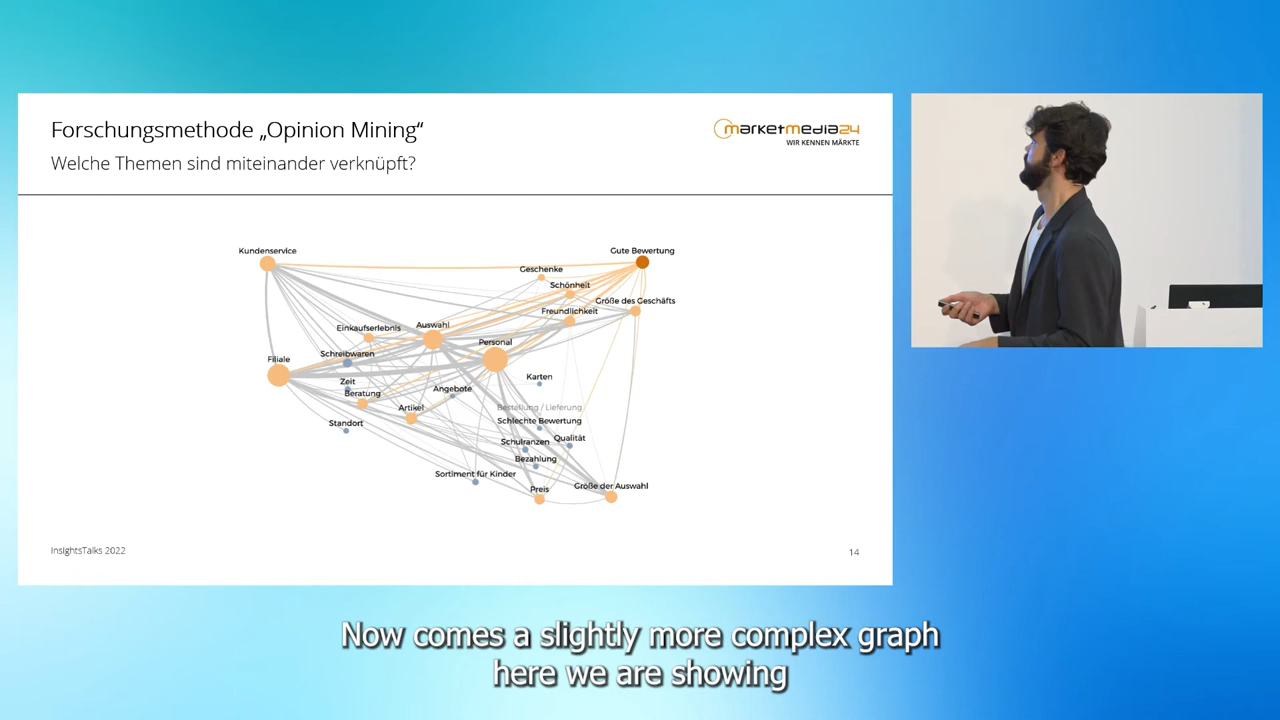 Forschungsmethode „Opinion Mining“
Welche Themen sind miteinander verknüpft?
marketmedia24
WIR KENNEN MÄRKTE
Kundenservice
Gute Bewertung
Geschenke
Schönheit
Größe des Geschäfts
Freundlichkeit
Auswahl
Einkaufserlebnis
Personal
Schreibwaren
Filiale
Karten
Zeit
Angebote
Beratung
Artikel
Bestellung / Lieferung
Schlechte Bewertung
Standort
Qualität
Schulranzen
Bezahlung
Sortiment für Kinder
Größe der Auswahl
Preis
InsightsTalks 2022
14
Now comes a slightly more complex graph
here we are showing